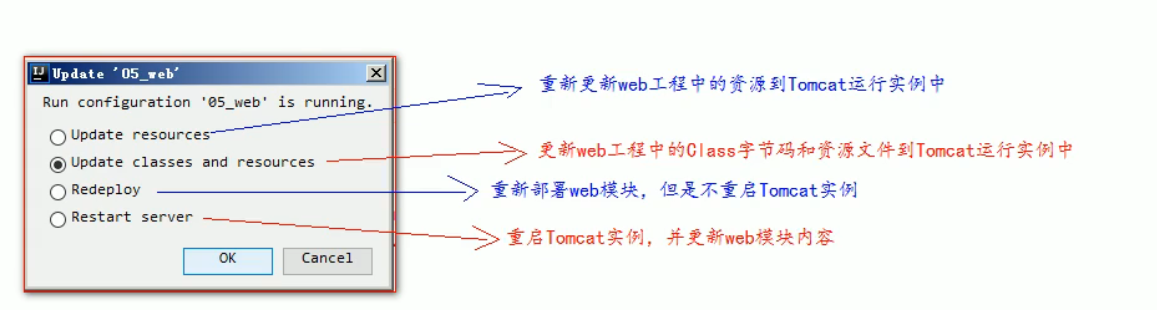 Update '05_web'
Run configuration '05_web' is running.
Update resources
重新更新web工程中的资源到Tomcat运行实例中
Update classes and resources
更新web工程中的Class字节码和资源文件到Tomcat运行实例中
Redeploy
重新部署web模块，但是不重启Tomcat实例
Restart server
重启Tomcat实例，并更新web模块内容
OK
Cancel